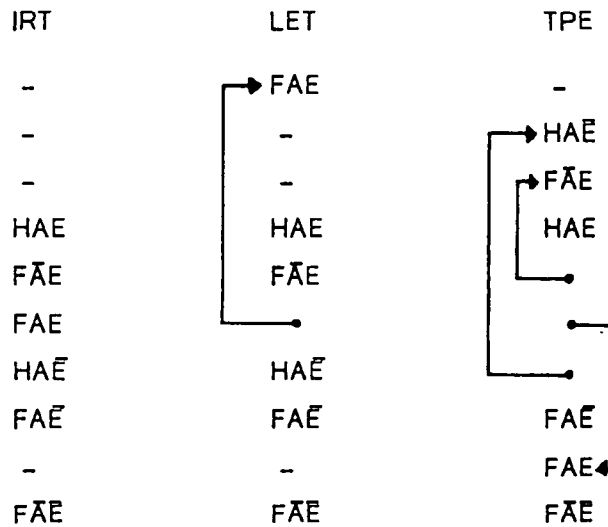 IRT LET TPE
- FAE -
- - HAĒ
- - FĀE
HAE HAE HAE
FĀE FĀE
FAE
HAĒ HAĒ
FAĒ FAĒ FAĒ
- - FAE
FĀĒ FĀĒ FĀĒ